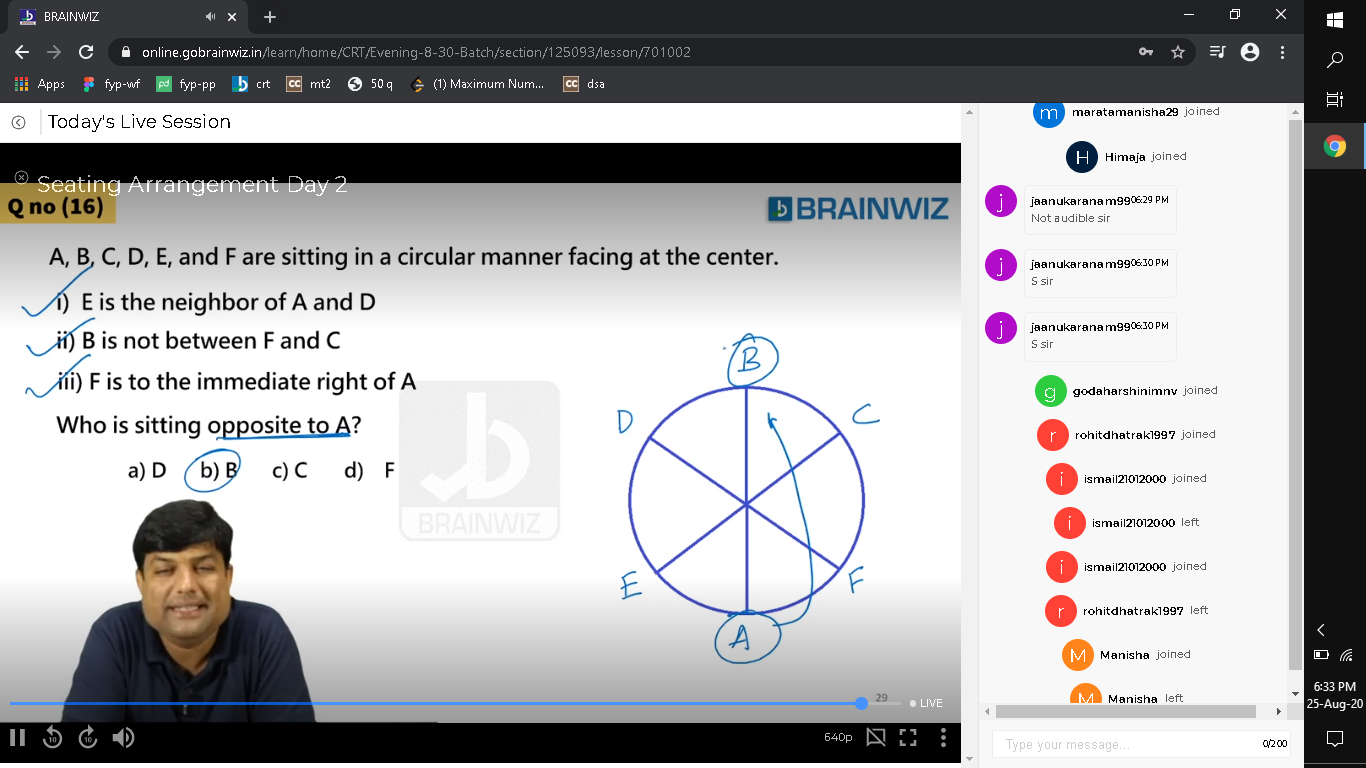 BRAINWIZ
online.gobrainwiz.in/learn/home/CRT/Evening-8-30-Batch/section/125093/lesson/701002
Apps fyp-wf fyp-pp crt mt2 50 q (1) Maximum Num... dsa
Today's Live Session
Seating Arrangement Day 2
Q no (16)
BRAINWIZ
A, B, C, D, E, and F are sitting in a circular manner facing at the center.
i) E is the neighbor of A and D
ii) B is not between F and C
iii) F is to the immediate right of A
Who is sitting opposite to A?
a) D b) B c) C d) F
BRAINWIZ
B
D C
E F
A
29 LIVE
10 10 640p
m maratamanisha29 joined
H Himaja joined
j jaanukaranam99 06:29 PM
Not audible sir
j jaanukaranam99 06:30 PM
S sir
j jaanukaranam99 06:30 PM
S sir
g godaharshinimnv joined
r rohitdhatrak1997 joined
i ismail21012000 joined
i ismail21012000 left
i ismail21012000 joined
r rohitdhatrak1997 left
M Manisha joined
M Manisha left
Type your message... 0/200
6:33 PM
25-Aug-20